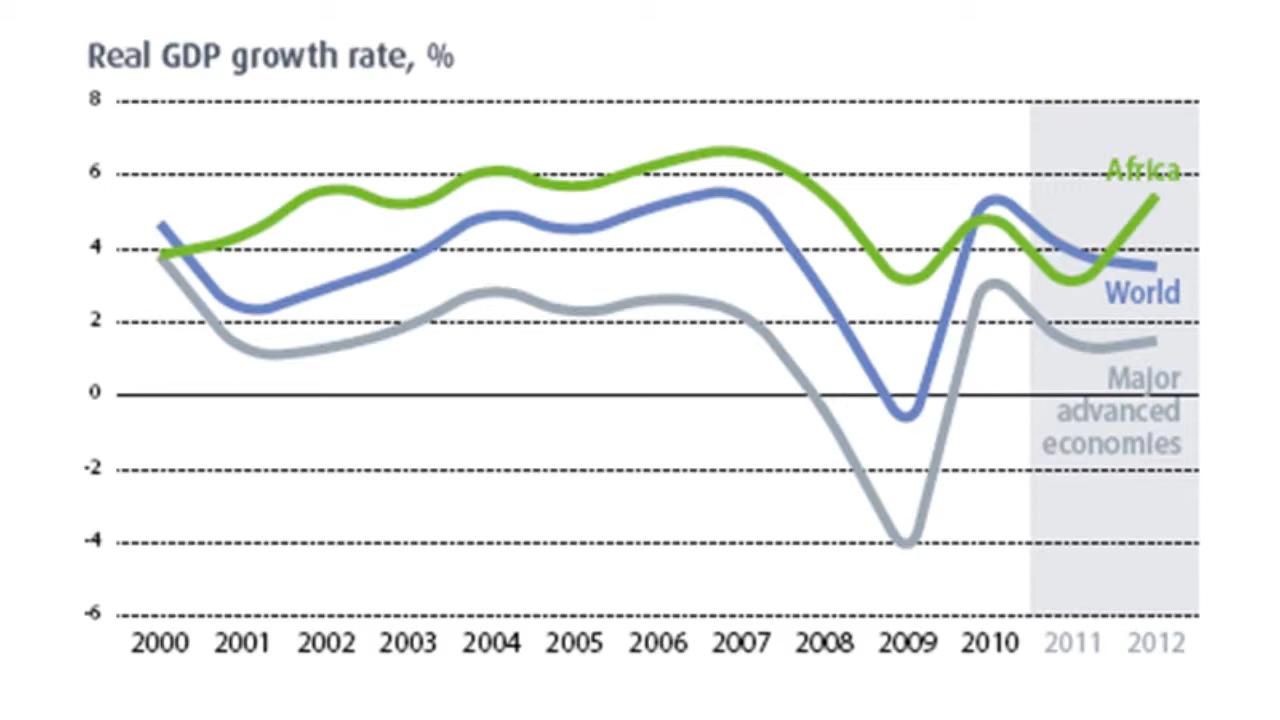 Real GDP growth rate, %
8
6
4
2
0
-2
-4
-6
Africa
World
Major
advanced
economies
2000 2001 2002 2003 2004 2005 2006 2007 2008 2009 2010 2011 2012